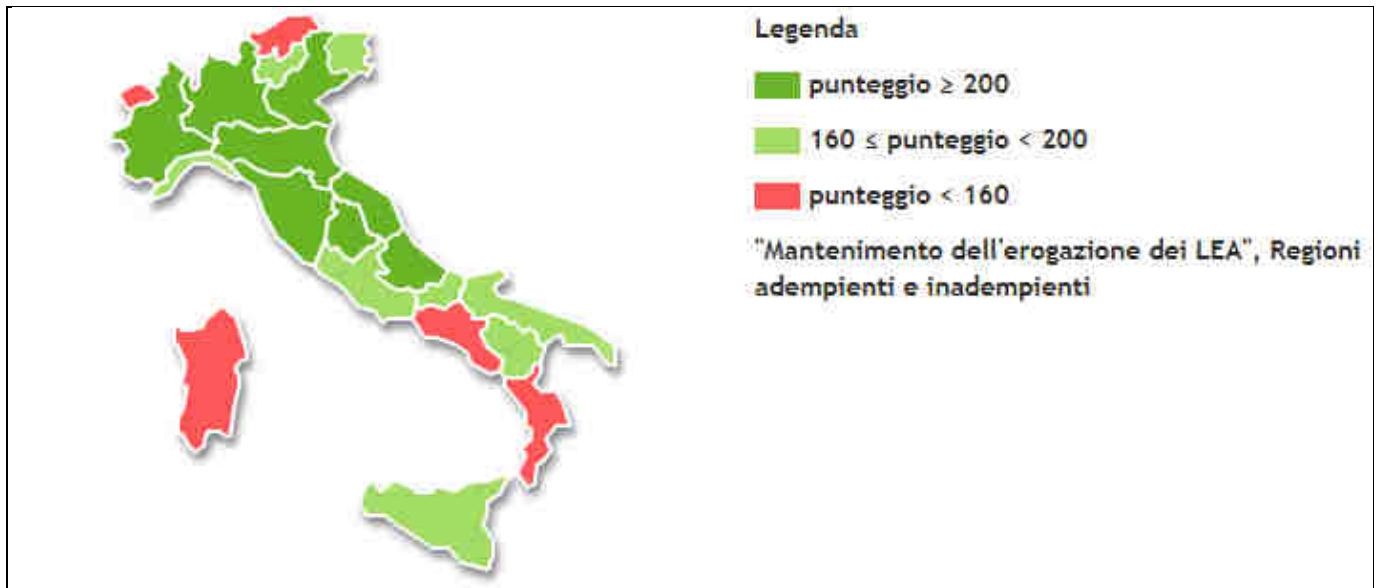 Legenda
punteggio ≥ 200
160 ≤ punteggio < 200
punteggio < 160
"Mantenimento dell'erogazione dei LEA", Regioni
adempienti e inadempienti